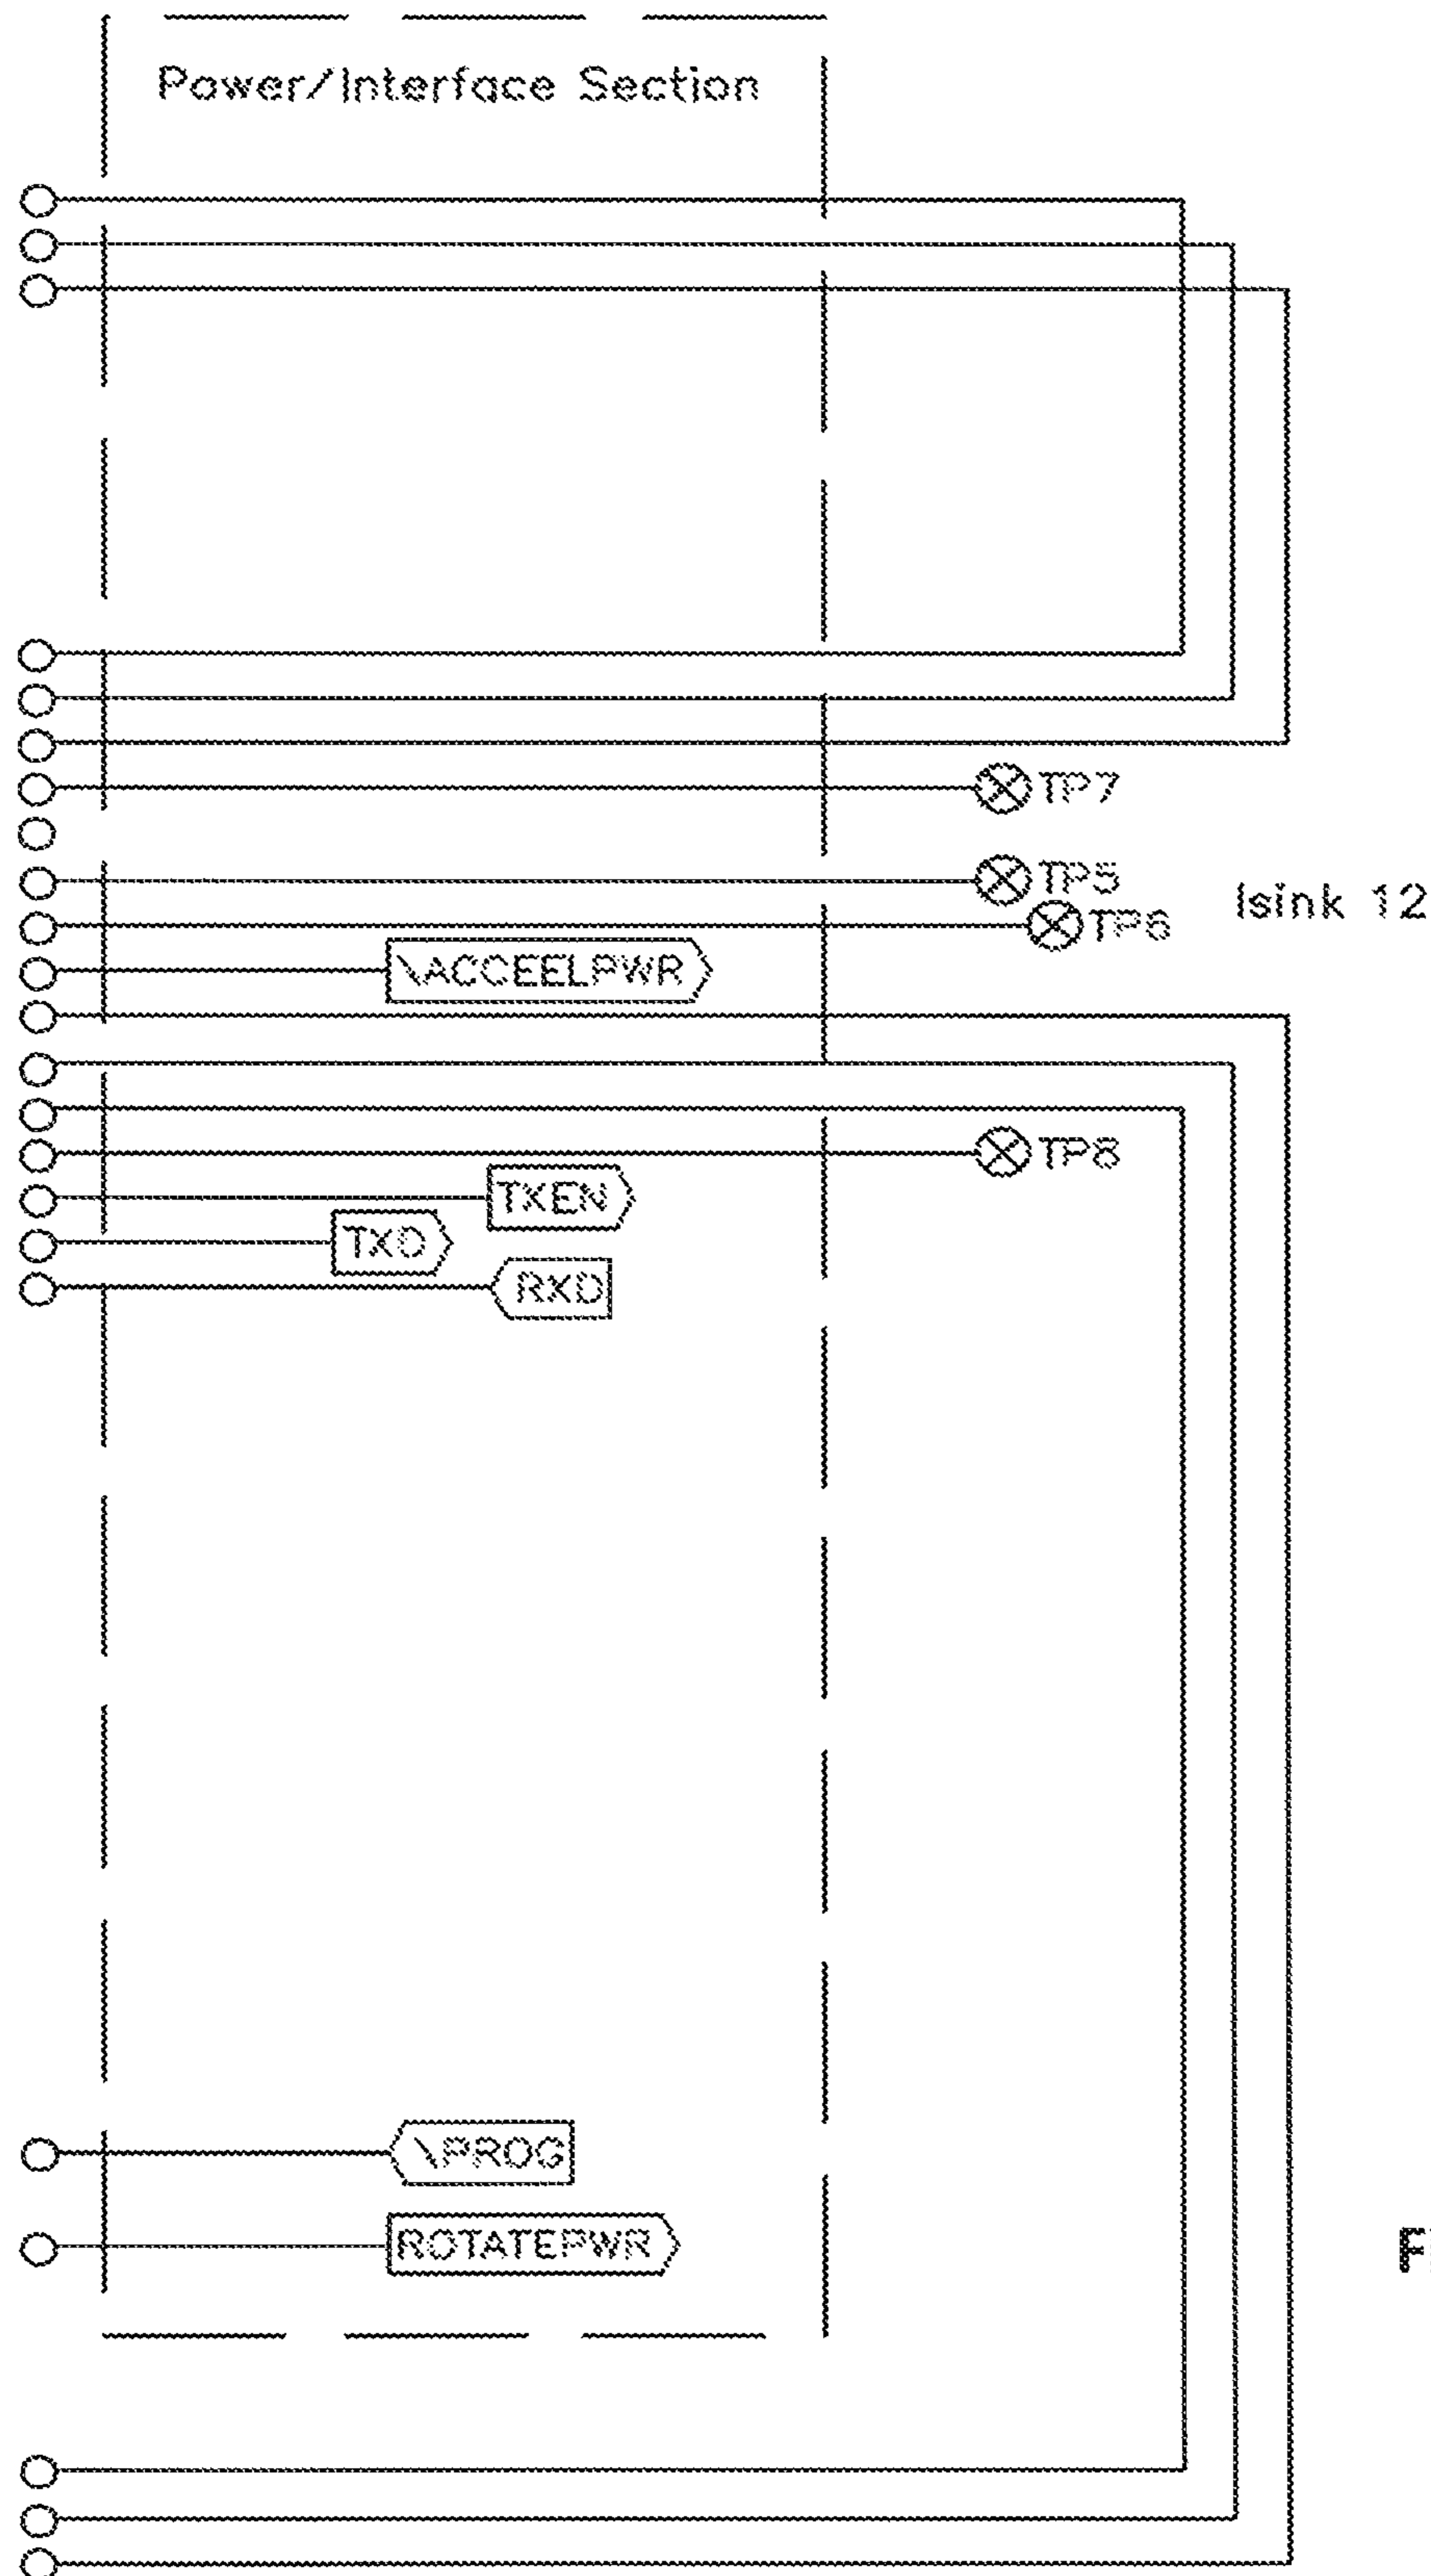 Power/Interface Section
TP7
TP5
Isink 12
TP6
\ACCEELPWR
TP8
TXEN
TXD
RXD
\PROG
ROTATEPWR